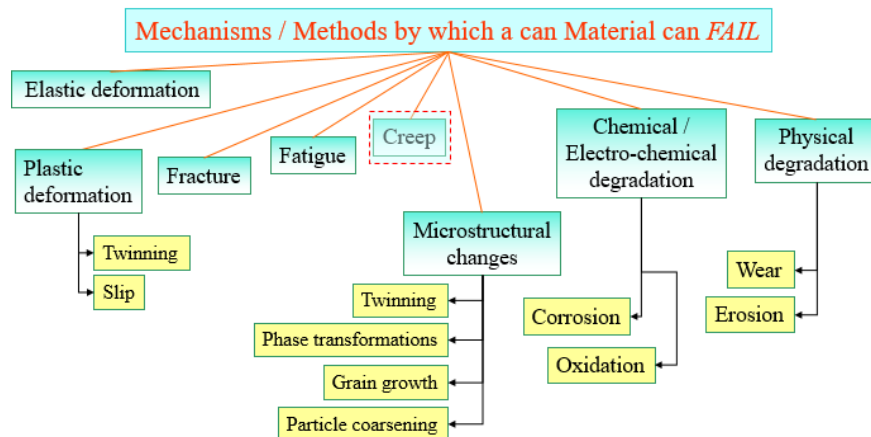 Mechanisms / Methods by which a can Material can FAIL
Elastic deformation
Creep
Chemical /
Electro-chemical
degradation
Physical
degradation
Fatigue
Fracture
Plastic
deformation
Microstructural
changes
Twinning
Slip
Twinning
Phase transformations
Grain growth
Particle coarsening
Corrosion
Oxidation
Wear
Erosion